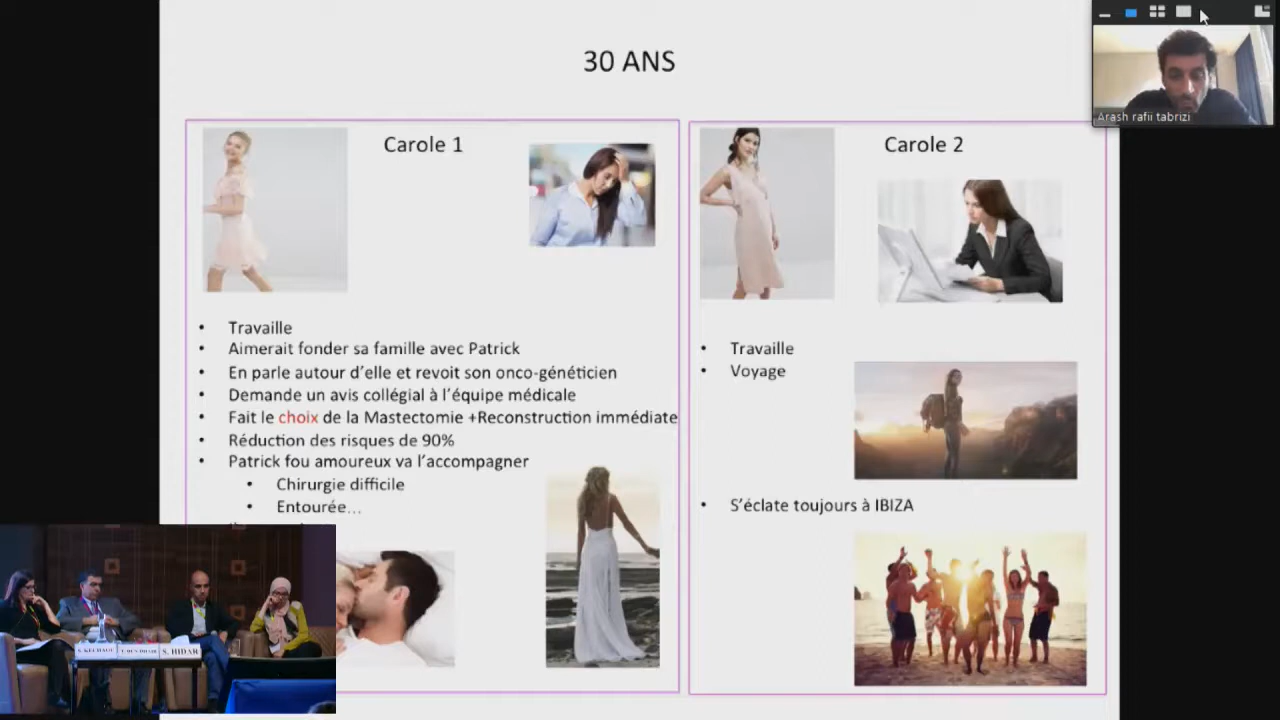 30 ANS
Arash rafii tabrizi
Carole 1
Travaille
Aimerait fonder sa famille avec Patrick
En parle autour d'elle et revoit son onco-généticien
Demande un avis collégial à l'équipe médicale
Fait le choix de la Mastectomie +Reconstruction immédiate
Réduction des risques de 90%
Patrick fou amoureux va l'accompagner
Chirurgie difficile
Entourée...
Carole 2
Travaille
Voyage
S'éclate toujours à IBIZA
S. HIDAR